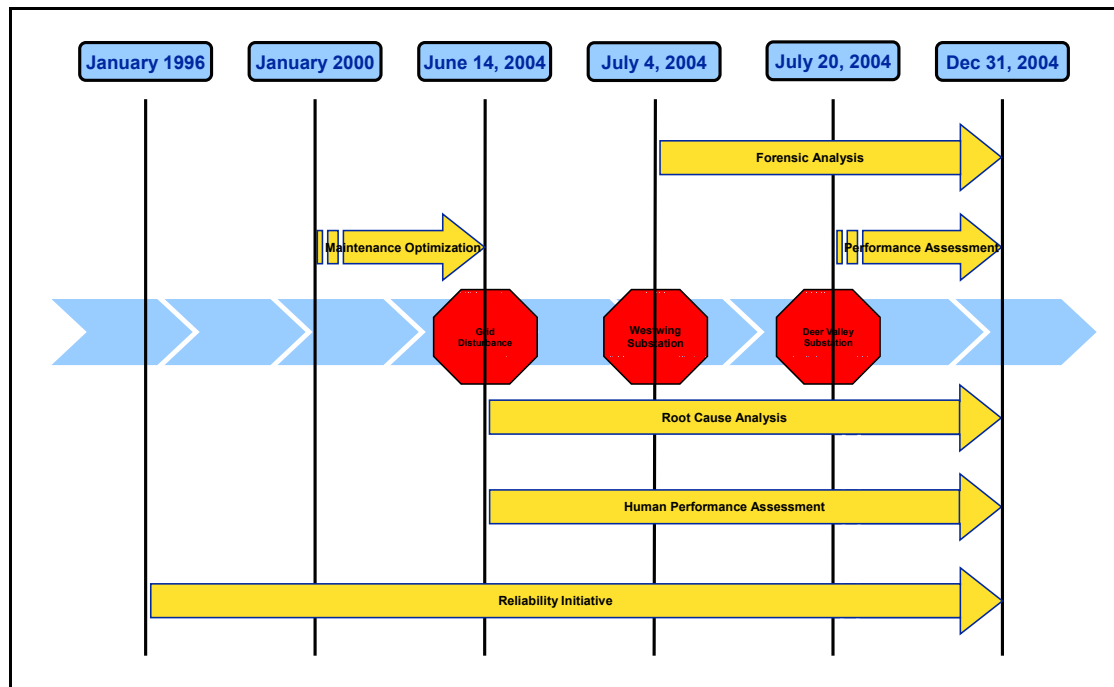 January 1996
January 2000
June 14, 2004
July 4, 2004
July 20, 2004
Dec 31, 2004
Forensic Analysis
Maintenance Optimization
Performance Assessment
Grid
Disturbance
Westwing
Substation
Deer Valley
Substation
Root Cause Analysis
Human Performance Assessment
Reliability Initiative